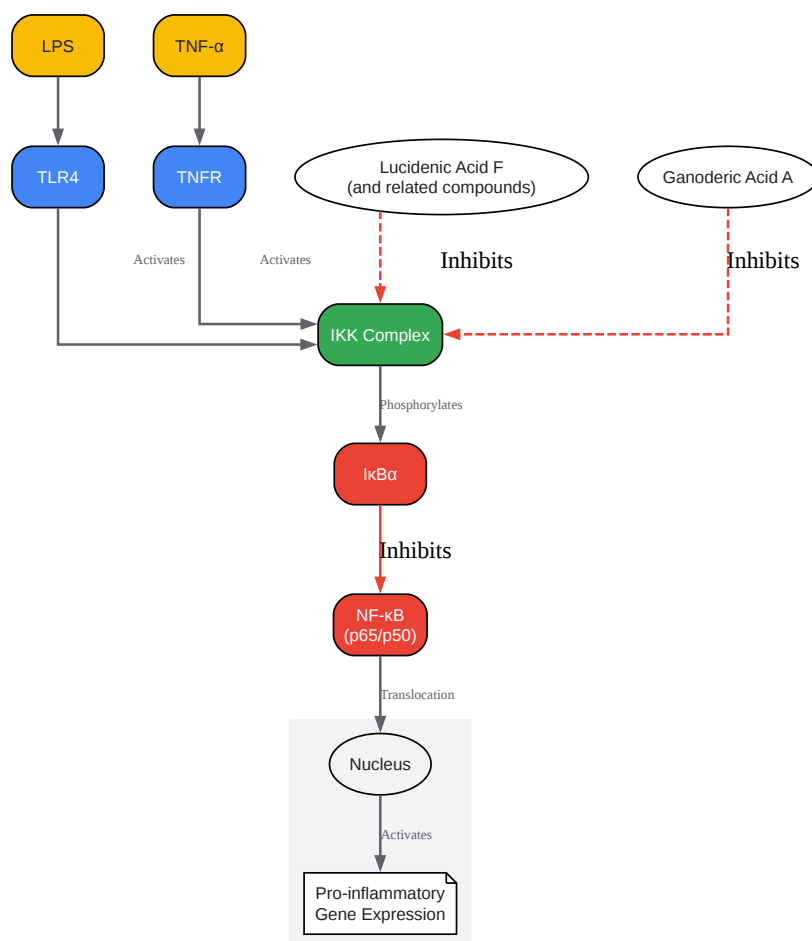 LPS
TNF-α
TLR4
TNFR
Lucidenic Acid F
(and related compounds)
Ganoderic Acid A
Activates
Activates
Inhibits
Inhibits
IKK Complex
Phosphorylates
IκBα
Inhibits
NF-κB
(p65/p50)
Translocation
Nucleus
Activates
Pro-inflammatory
Gene Expression